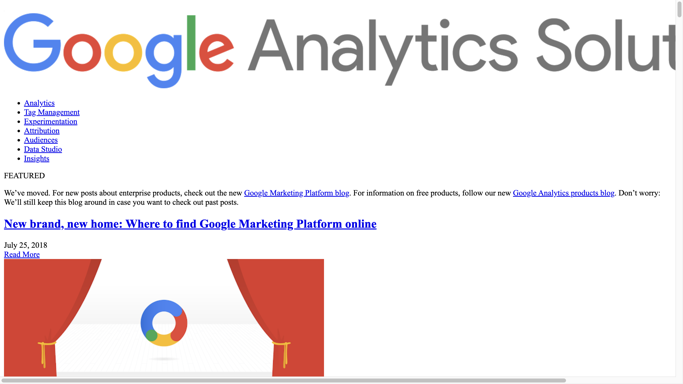 Google Analytics Solut
Analytics
Tag Management
Experimentation
Attribution
Audiences
Data Studio
Insights
FEATURED
We've moved. For new posts about enterprise products, check out the new Google Marketing Platform blog. For information on free products, follow our new Google Analytics products blog. Don't worry:
We'll still keep this blog around in case you want to check out past posts.
New brand, new home: Where to find Google Marketing Platform online
July 25, 2018
Read More